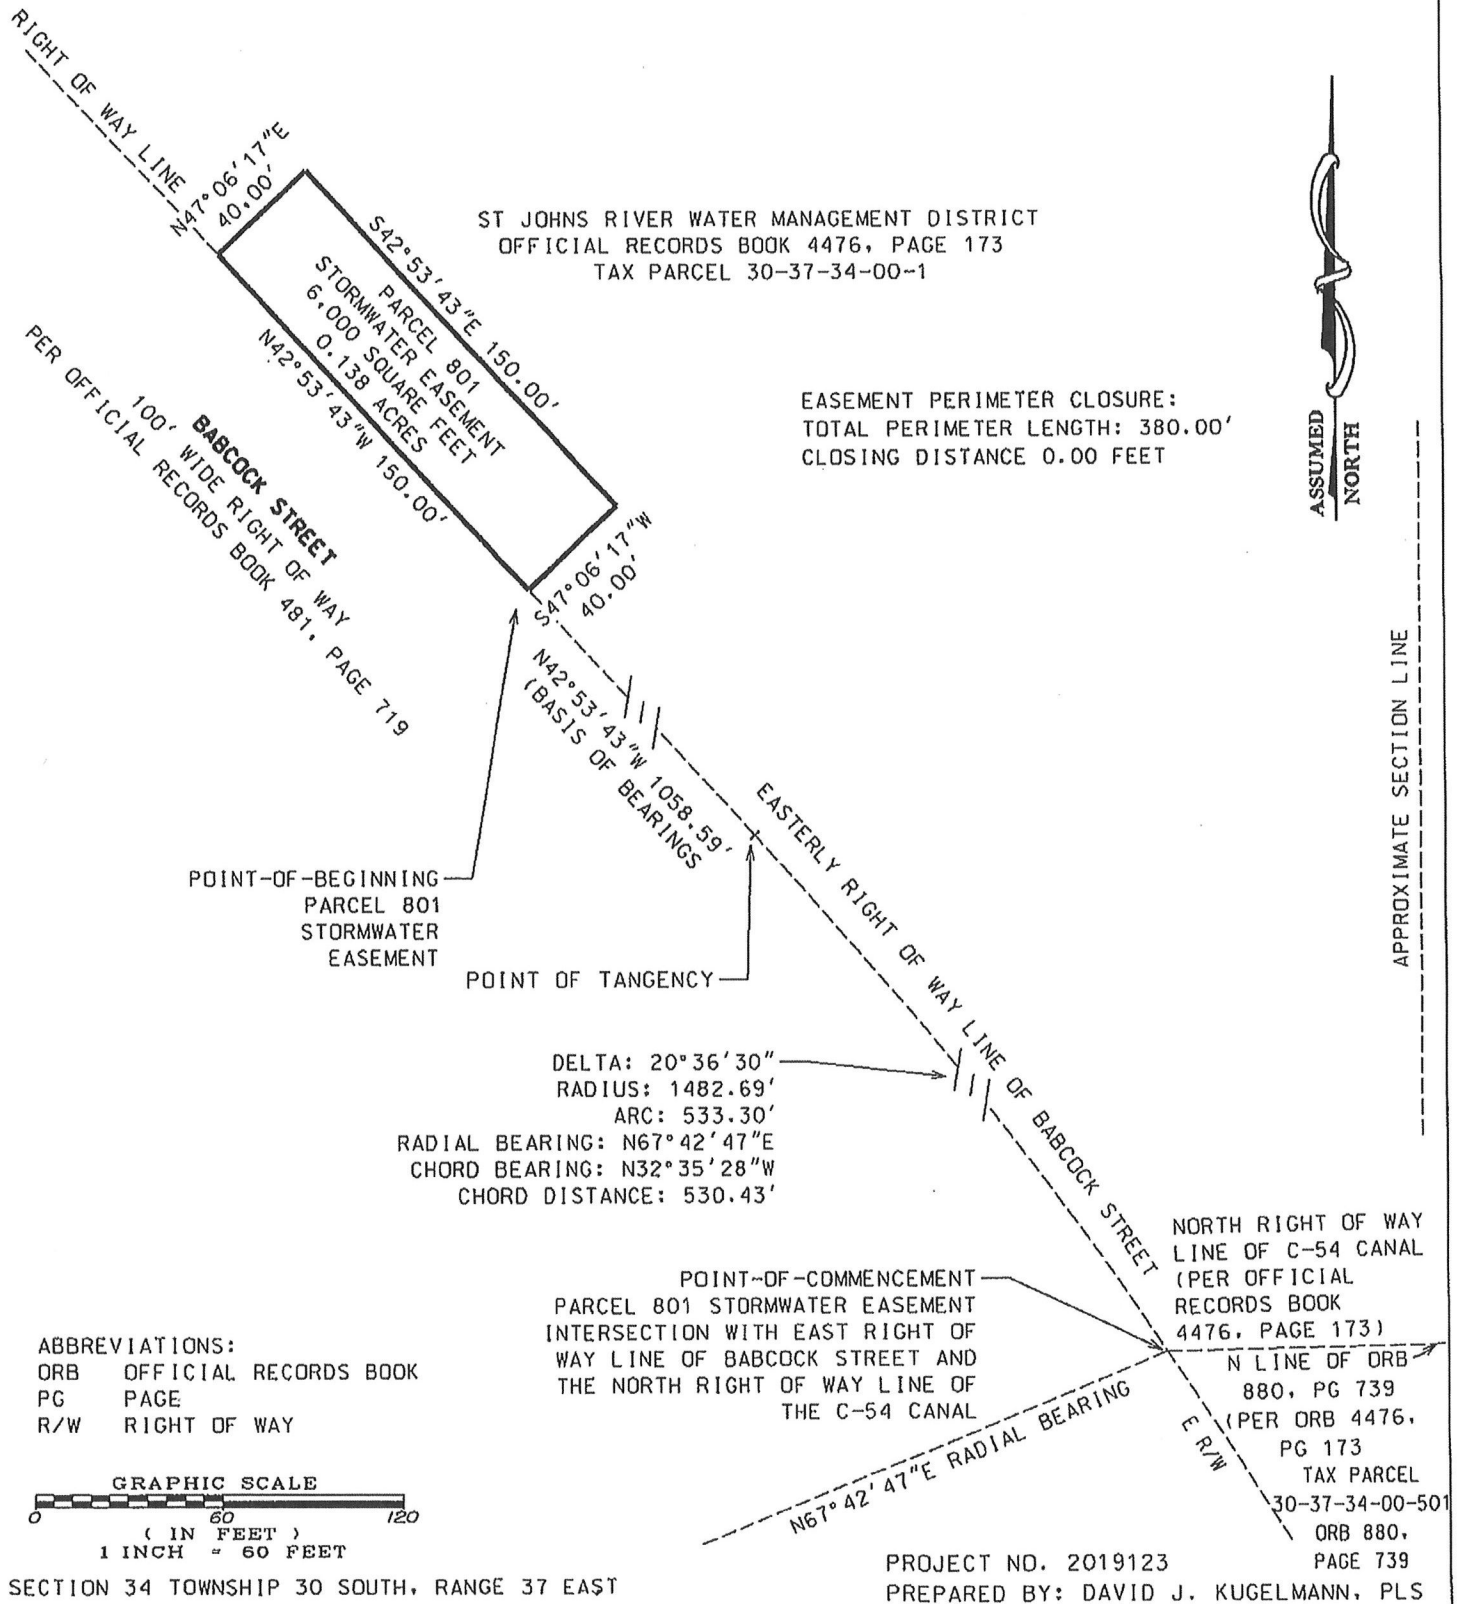 RIGHT OF WAY LINE
N47°06'17"E
40.00'
ST JOHNS RIVER WATER MANAGEMENT DISTRICT
OFFICIAL RECORDS BOOK 4476, PAGE 173
TAX PARCEL 30-37-34-00-1
S42°53'43"E 150.00'
PARCEL 801
STORMWATER EASEMENT
6,000 SQUARE FEET
0.138 ACRES
N42°53'43"W 150.00'
BABCOCK STREET
100' WIDE RIGHT OF WAY
PER OFFICIAL RECORDS BOOK 481, PAGE 719
EASEMENT PERIMETER CLOSURE:
TOTAL PERIMETER LENGTH: 380.00'
CLOSING DISTANCE 0.00 FEET
ASSUMED
NORTH
S47°06'17"W
40.00'
N42°53'43"W 1058.59'
(BASIS OF BEARINGS
APPROXIMATE SECTION LINE
EASTERLY RIGHT OF WAY LINE OF BABCOCK STREET
POINT-OF-BEGINNING
PARCEL 801
STORMWATER
EASEMENT
POINT OF TANGENCY
DELTA: 20°36'30"
RADIUS: 1482.69'
ARC: 533.30'
RADIAL BEARING: N67°42'47"E
CHORD BEARING: N32°35'28"W
CHORD DISTANCE: 530.43'
POINT-OF-COMMENCEMENT
PARCEL 801 STORMWATER EASEMENT
INTERSECTION WITH EAST RIGHT OF
WAY LINE OF BABCOCK STREET AND
THE NORTH RIGHT OF WAY LINE OF
THE C-54 CANAL
NORTH RIGHT OF WAY
LINE OF C-54 CANAL
(PER OFFICIAL
RECORDS BOOK
4476, PAGE 173)
N LINE OF ORB
880, PG 739
(PER ORB 4476,
PG 173
TAX PARCEL
30-37-34-00-501
ORB 880,
PAGE 739
E R/W
N67°42'47"E RADIAL BEARING
ABBREVIATIONS:
ORB OFFICIAL RECORDS BOOK
PG PAGE
R/W RIGHT OF WAY
GRAPHIC SCALE
0 60 120
( IN FEET )
1 INCH = 60 FEET
SECTION 34 TOWNSHIP 30 SOUTH, RANGE 37 EAST
PROJECT NO. 2019123
PREPARED BY: DAVID J. KUGELMANN, PLS